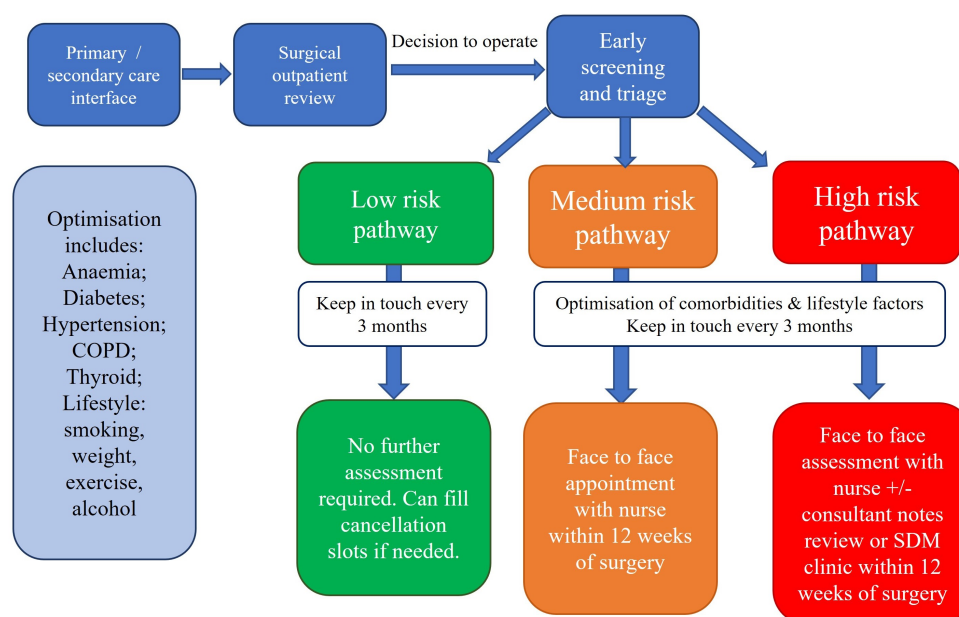 Primary /
secondary care
interface
Surgical
outpatient
review
Decision to operate
Early
screening
and triage
Optimisation
includes:
Anaemia;
Diabetes;
Hypertension;
COPD;
Thyroid;
Lifestyle:
smoking,
weight,
exercise,
alcohol
Low risk
pathway
Medium risk
pathway
High risk
pathway
Keep in touch every
3 months
Optimisation of comorbidities & lifestyle factors
Keep in touch every 3 months
No further
assessment
required. Can fill
cancellation
slots if needed.
Face to face
appointment
with nurse
within 12 weeks
of surgery
Face to face
assessment with
nurse +/-
consultant notes
review or SDM
clinic within 12
weeks of surgery